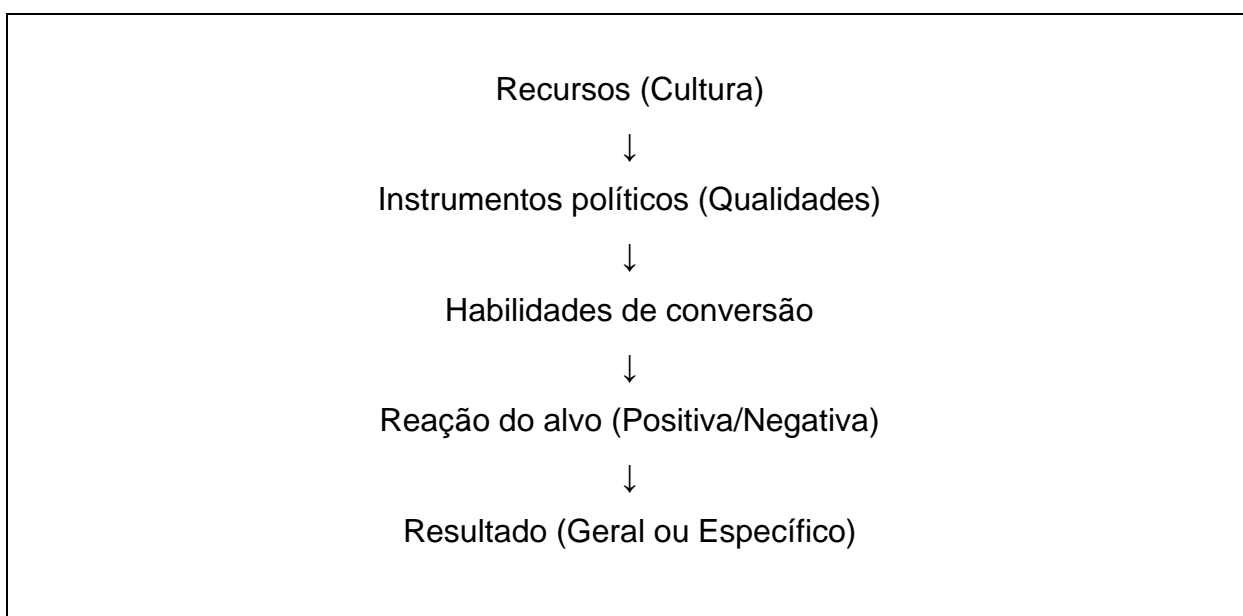 Recursos (Cultura)
↓
Instrumentos políticos (Qualidades)
↓
Habilidades de conversão
↓
Reação do alvo (Positiva/Negativa)
↓
Resultado (Geral ou Específico)